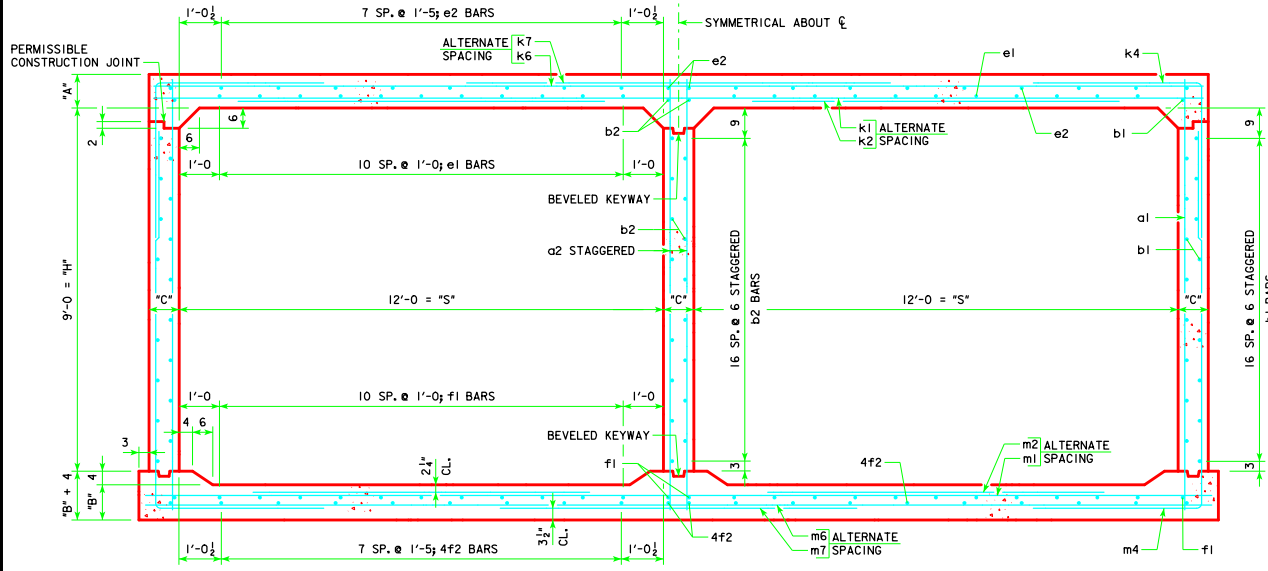 1'-0½
7 SP. @ 1'-5; e2 BARS
1'-0½
SYMMETRICAL ABOUT ℄
PERMISSIBLE
CONSTRUCTION JOINT
ALTERNATE
SPACING
k7
k6
e2
e1
k4
"A"
6
6
2
b2
k1
k2
ALTERNATE
SPACING
e2
b1
9
9
1'-0
10 SP. @ 1'-0; e1 BARS
1'-0
BEVELED KEYWAY
b2
a2 STAGGERED
a1
b1
9'-0 = "H"
"C"
12'-0 = "S"
"C"
12'-0 = "S"
"C"
16 SP. @ 6 STAGGERED
b2 BARS
16 SP. @ 6 STAGGERED
1'-0
10 SP. @ 1'-0; f1 BARS
1'-0
4
6
3
BEVELED KEYWAY
f1
2¼"
CL.
3
3
4f2
m2
m1
ALTERNATE
SPACING
"B" + 4
"B"
4
3½"
CL.
1'-0½
7 SP. @ 1'-5; 4f2 BARS
1'-0½
4f2
m6
m7
ALTERNATE
SPACING
m4
f1